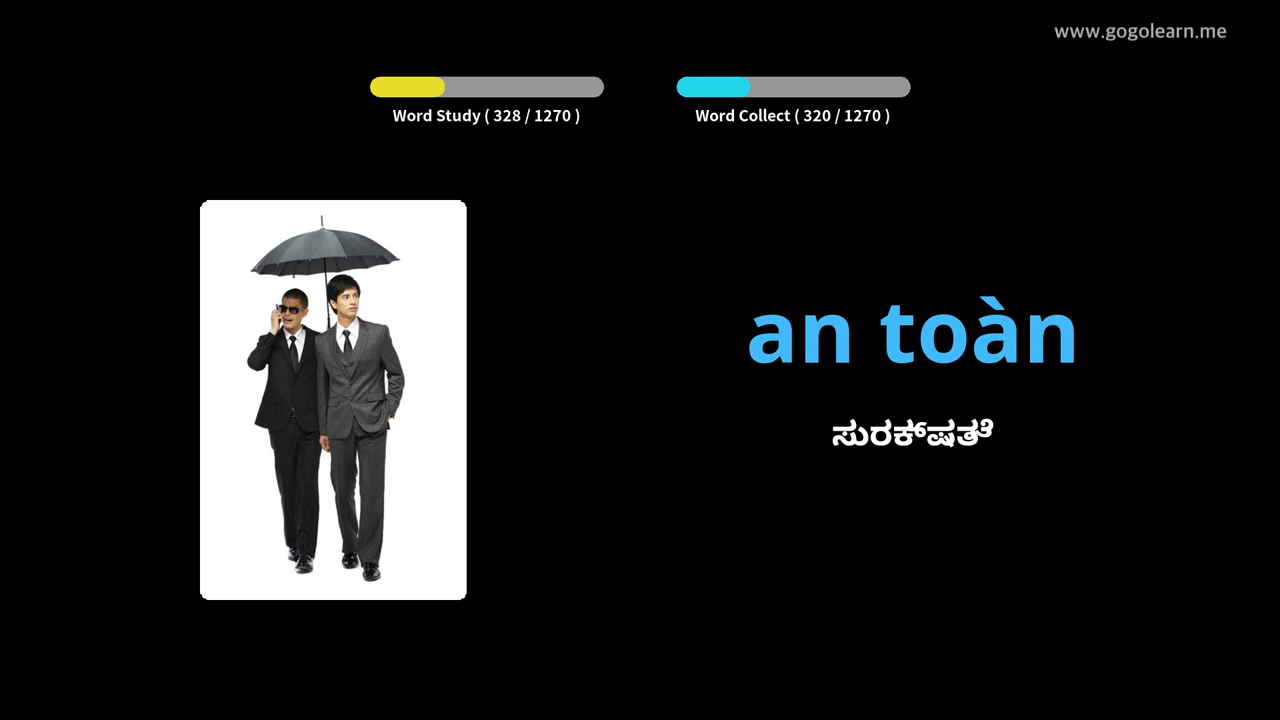 www.gogolearn.me
Word Study ( 328 / 1270 )
Word Collect ( 320 / 1270 )
an toàn
ಸುರಕ್ಷತೆ